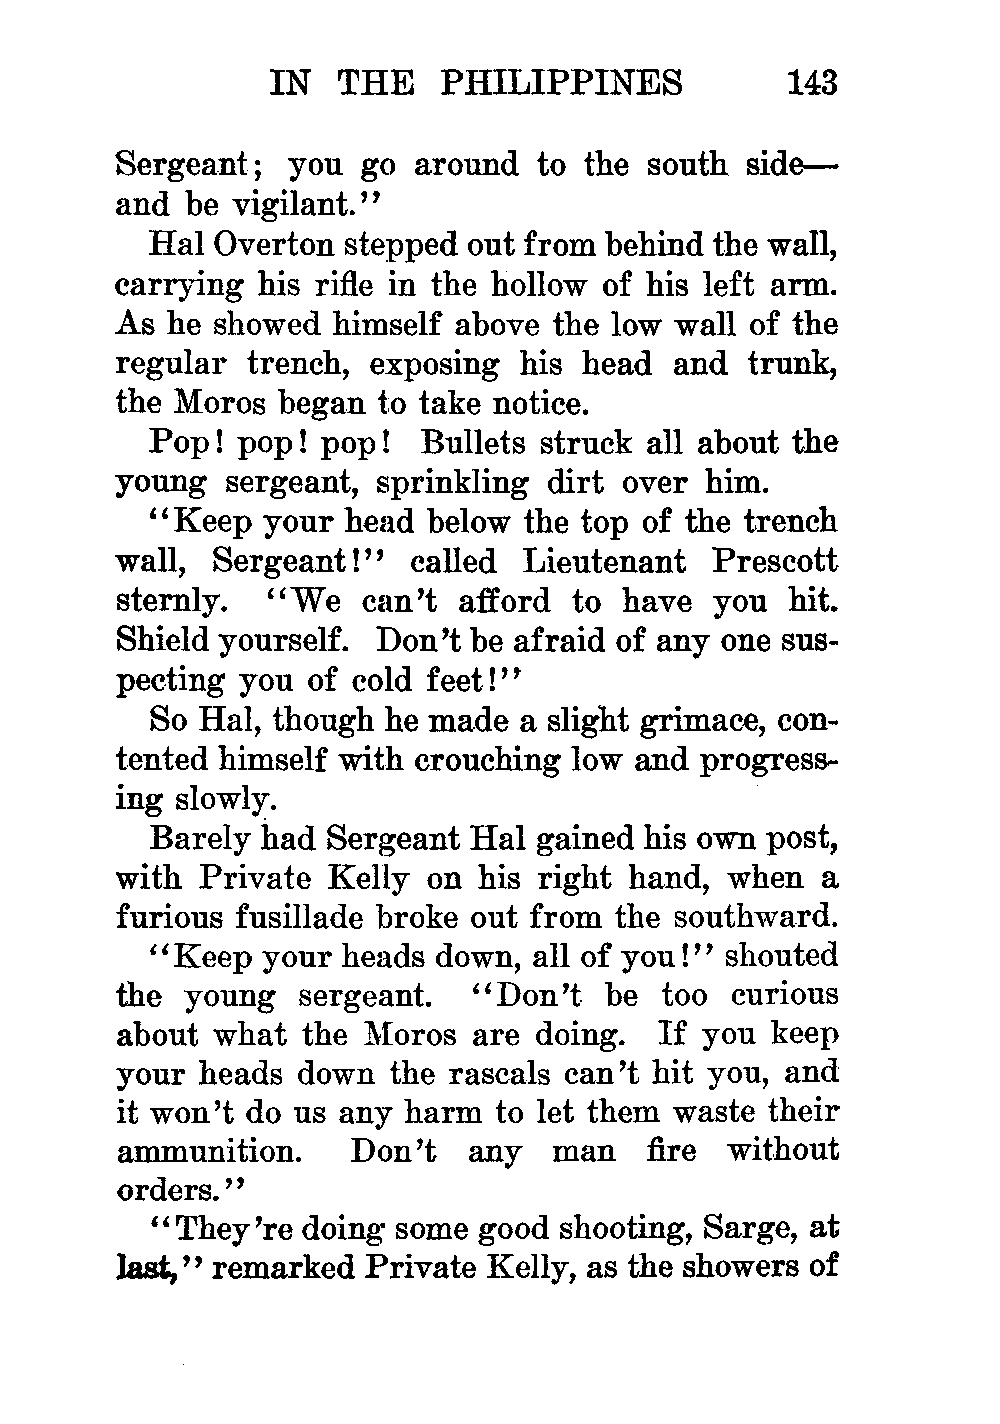 IN THE PHILIPPINES 143
Sergeant; you go around to the south side—
and be vigilant."
Hal Overton stepped out from behind the wall,
carrying his rifle in the hollow of his left arm.
As he showed himself above the low wall of the
regular trench, exposing his head and trunk,
the Moros began to take notice.
Pop! pop! pop! Bullets struck all about the
young sergeant, sprinkling dirt over him.
"Keep your head below the top of the trench
wall, Sergeant!" called Lieutenant Prescott
sternly. "We can't afford to have you hit.
Shield yourself. Don't be afraid of any one sus-
pecting you of cold feet!"
So Hal, though he made a slight grimace, con-
tented himself with crouching low and progress-
ing slowly.
Barely had Sergeant Hal gained his own post,
with Private Kelly on his right hand, when a
furious fusillade broke out from the southward.
"Keep your heads down, all of you!" shouted
the young sergeant. "Don't be too curious
about what the Moros are doing. If you keep
your heads down the rascals can't hit you, and
it won't do us any harm to let them waste their
ammunition. Don't any man fire without
orders."
"They're doing some good shooting, Sarge, at
last," remarked Private Kelly, as the showers of